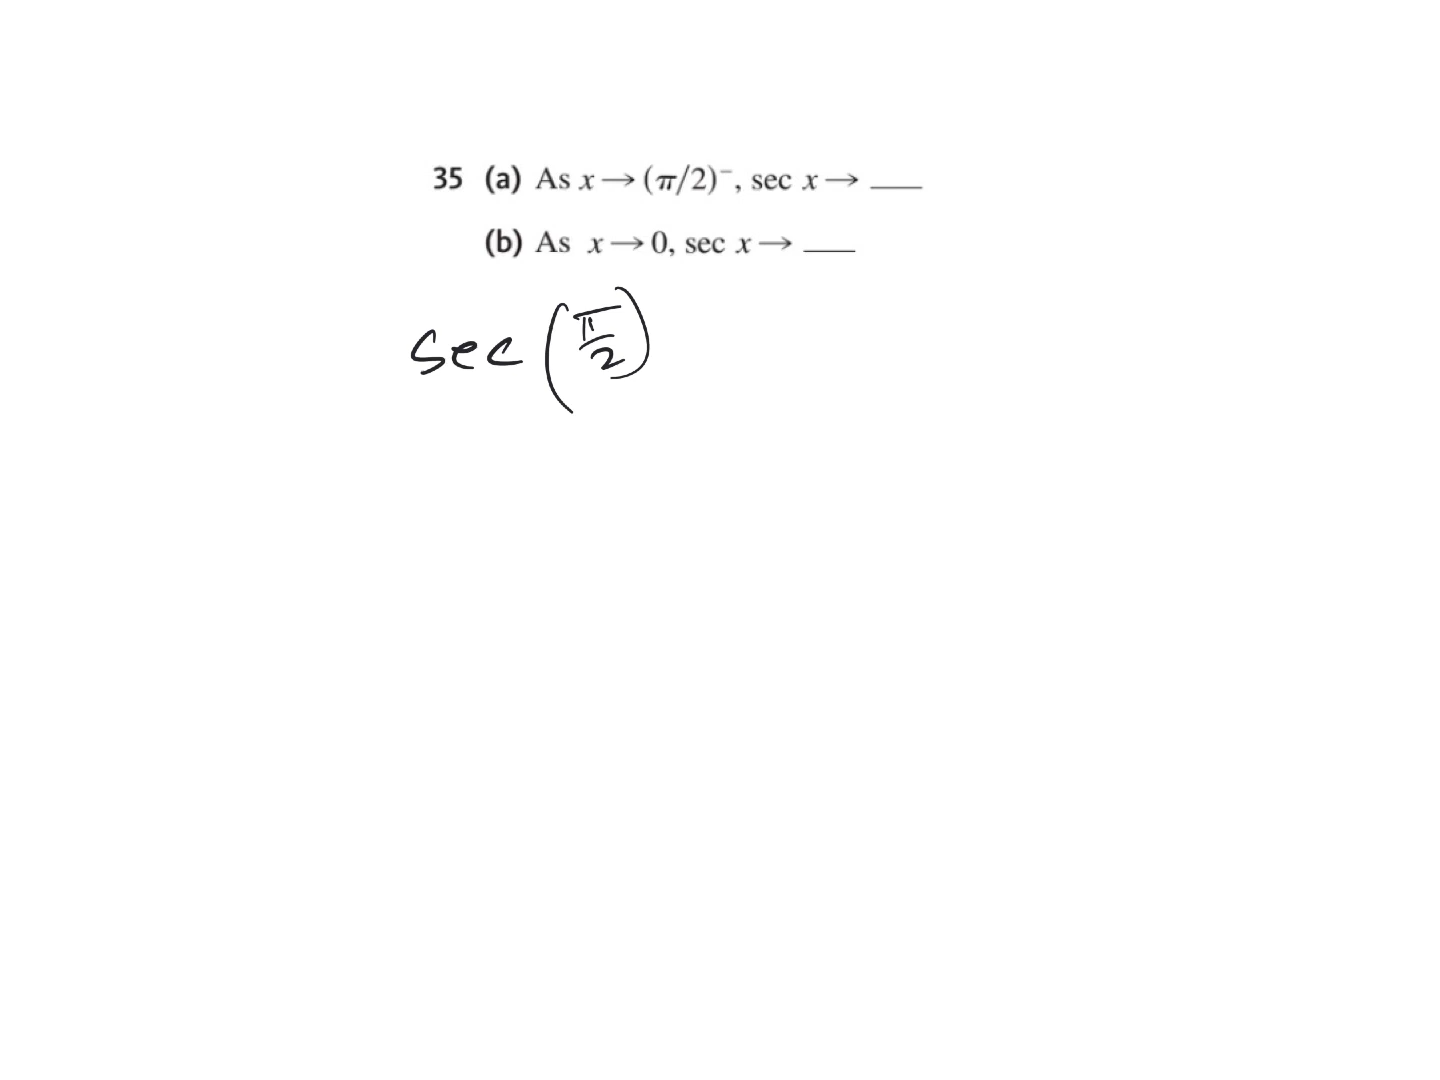 35 (a) As x → (π/2)⁻, sec x → ___
(b) As x → 0, sec x → ___
sec (π/2)